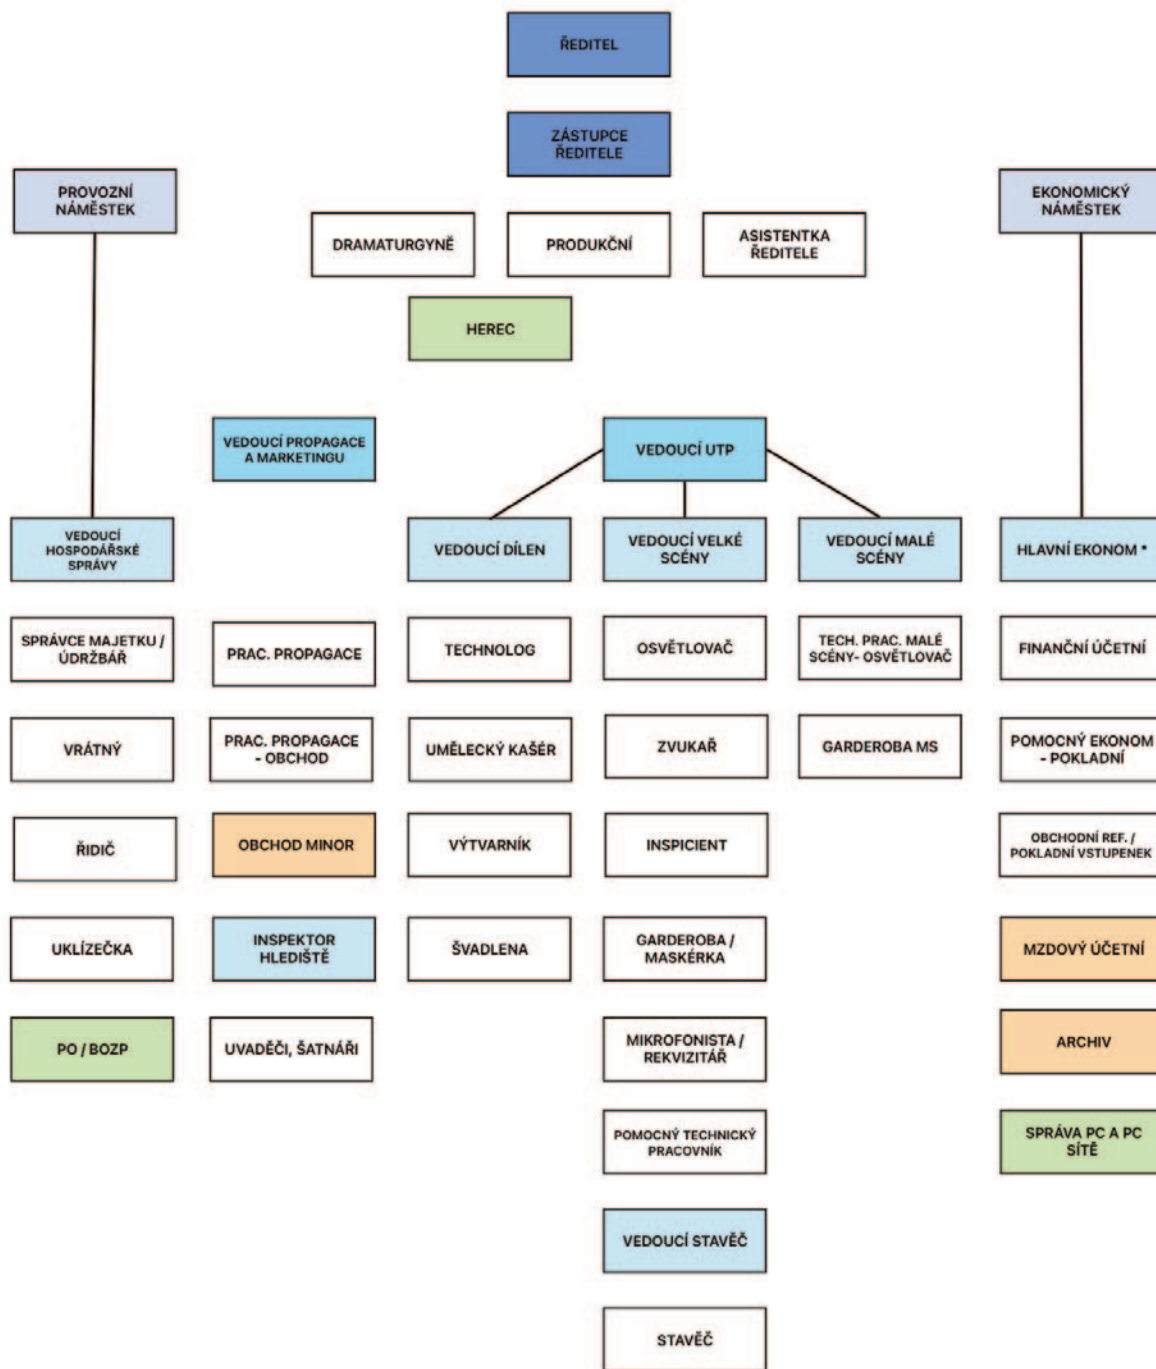 ŘEDITEL
ZÁSTUPCE
ŘEDITELE
PROVOZNÍ
NÁMĚSTEK
EKONOMICKÝ
NÁMĚSTEK
DRAMATURGYNĚ
PRODUKČNÍ
ASISTENTKA
ŘEDITELE
HEREC
VEDOUCÍ PROPAGACE
A MARKETINGU
VEDOUCÍ UTP
VEDOUCÍ
HOSPODÁŘSKÉ
SPRÁVY
VEDOUCÍ DÍLEN
VEDOUCÍ VELKÉ
SCÉNY
VEDOUCÍ MALÉ
SCÉNY
HLAVNÍ EKONOM *
SPRÁVCE MAJETKU /
ÚDRŽBÁŘ
PRAC. PROPAGACE
TECHNOLOG
OSVĚTLOVAČ
TECH. PRAC. MALÉ
SCÉNY- OSVĚTLOVAČ
FINANČNÍ ÚČETNÍ
VRÁTNÝ
PRAC. PROPAGACE
- OBCHOD
UMĚLECKÝ KAŠÉR
ZVUKAŘ
GARDEROBA MS
POMOCNÝ EKONOM
- POKLADNÍ
ŘIDIČ
OBCHOD MINOR
VÝTVARNÍK
INSPICIENT
OBCHODNÍ REF. /
POKLADNÍ VSTUPENEK
UKLÍZEČKA
INSPEKTOR
HLEDIŠTĚ
ŠVADLENA
GARDEROBA /
MASKÉRKA
MZDOVÝ ÚČETNÍ
PO / BOZP
UVADĚČI, ŠATNÁŘI
MIKROFONISTA /
REKVIZITÁŘ
ARCHIV
POMOCNÝ TECHNICKÝ
PRACOVNÍK
SPRÁVA PC A PC
SÍTĚ
VEDOUCÍ STAVĚČ
STAVĚČ